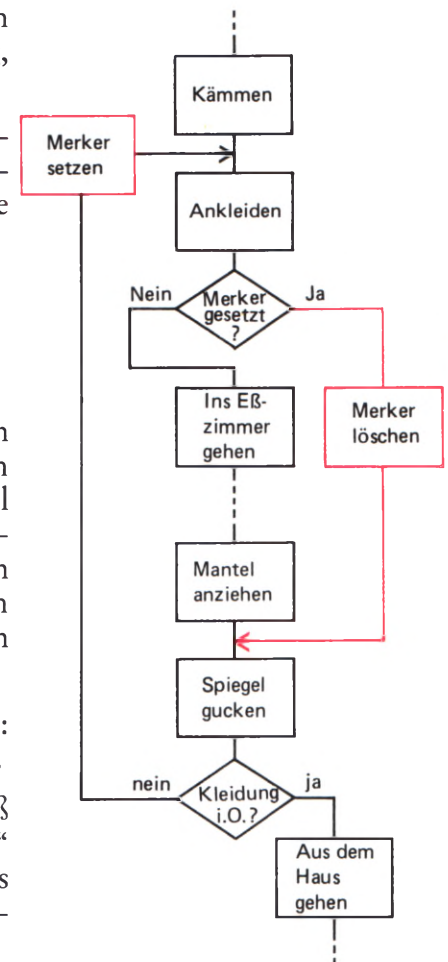 n
,
Kämmen
Merker
setzen
–
–
e
Ankleiden
Nein
Merker
gesetzt
?
Ja
Ins Eß-
zimmer
gehen
Merker
löschen
n
n
l
–
n
n
n
Mantel
anziehen
Spiegel
gucken
:
-
ß
“
s
–
nein
Kleidung
i.O.?
ja
Aus dem
Haus
gehen